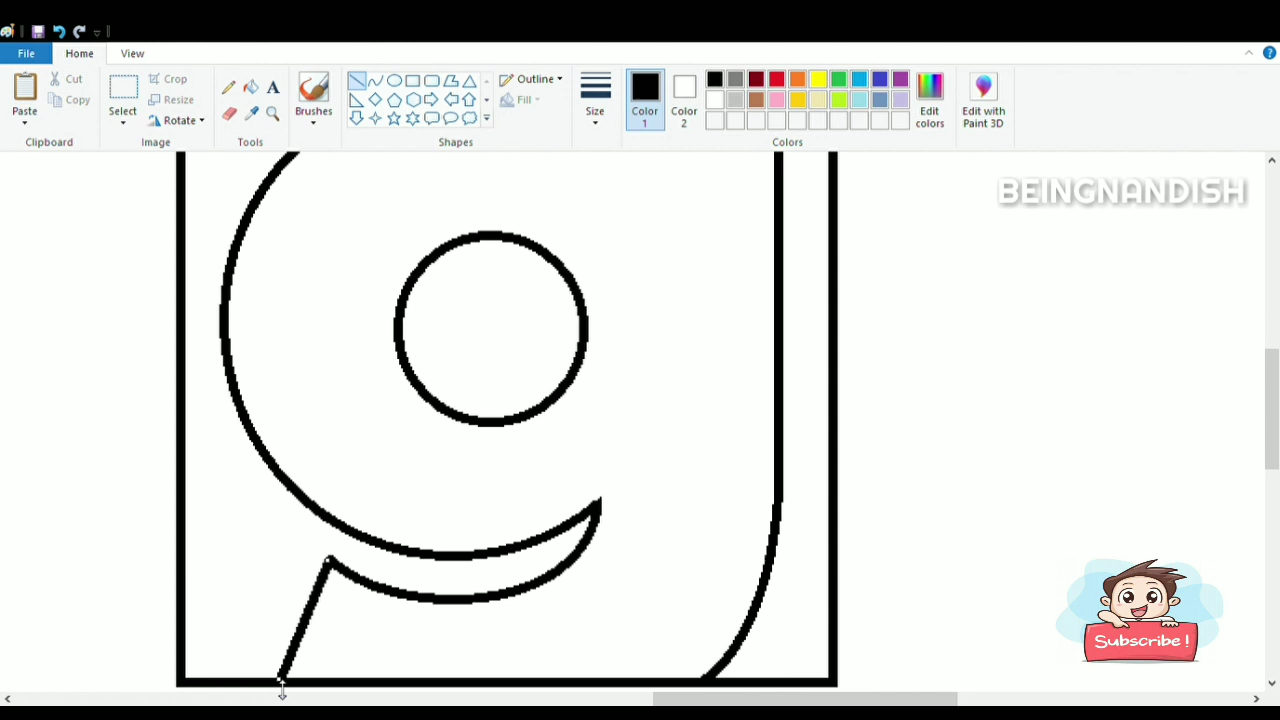 File Home View
Paste
Cut
Copy
Clipboard
Select
Crop
Resize
Rotate
Image
A
Tools
Brushes
Shapes
Outline
Fill
Size
Color 1
Color 2
Edit colors
Colors
Edit with Paint 3D
BEINGNANDISH
g
Subscribe !